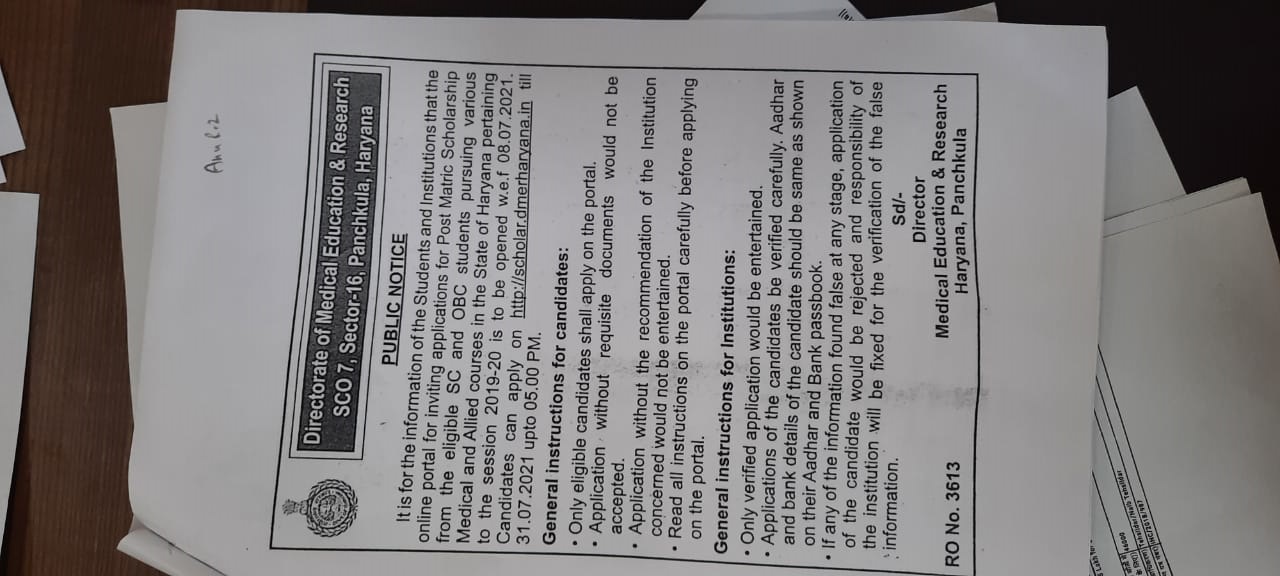 Anu L.2
Directorate of Medical Education & Research
SCO 7, Sector-16, Panchkula, Haryana
PUBLIC NOTICE
It is for the information of the Students and Institutions that the
online portal for inviting applications for Post Matric Scholarship
from the eligible SC and OBC students pursuing various
Medical and Allied courses in the State of Haryana pertaining
to the session 2019-20 is to be opened w.e.f 08.07.2021.
Candidates can apply on http://scholar.dmerharyana.in till
31.07.2021 upto 05.00 PM.
General instructions for candidates:
• Only eligible candidates shall apply on the portal.
• Application without requisite documents would not be
accepted.
• Application without the recommendation of the Institution
concerned would not be entertained.
• Read all instructions on the portal carefully before applying
on the portal.
General instructions for Institutions:
• Only verified application would be entertained.
• Applications of the candidates be verified carefully. Aadhar
and bank details of the candidate should be same as shown
on their Aadhar and Bank passbook.
• If any of the information found false at any stage, application
of the candidate would be rejected and responsibility of
the institution will be fixed for the verification of the false
information.
Sd/-
Director
Medical Education & Research
Haryana, Panchkula
RO No. 3613